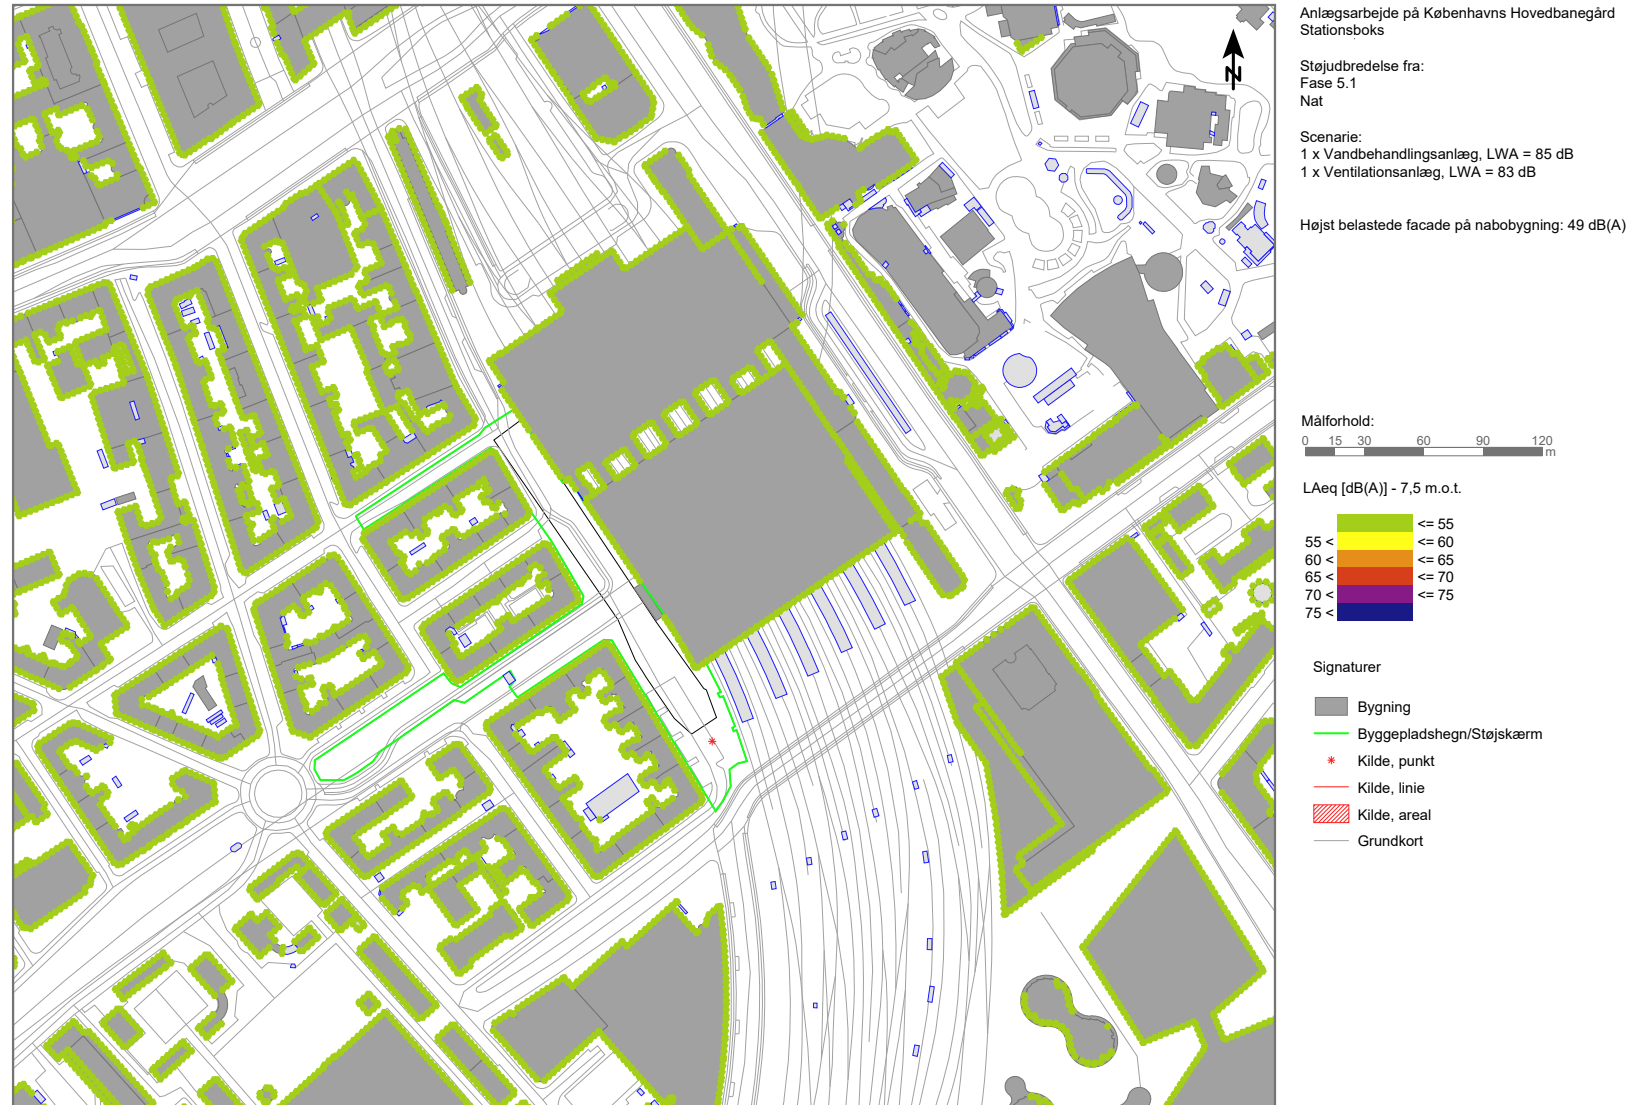 Anlægsarbejde på Københavns Hovedbanegård
Stationsboks
Støjudbredelse fra:
Fase 5.1
Nat
Scenarie:
1 x Vandbehandlingsanlæg, LWA = 85 dB
1 x Ventilationsanlæg, LWA = 83 dB
Højst belastede facade på nabobygning: 49 dB(A)
N
Målforhold:
0 15 30 60 90 120
m
LAeq [dB(A)] - 7,5 m.o.t.
<= 55
55 < <= 60
60 < <= 65
65 < <= 70
70 < <= 75
75 <
Signaturer
Bygning
Byggepladshegn/Støjskærm
Kilde, punkt
Kilde, linie
Kilde, areal
Grundkort